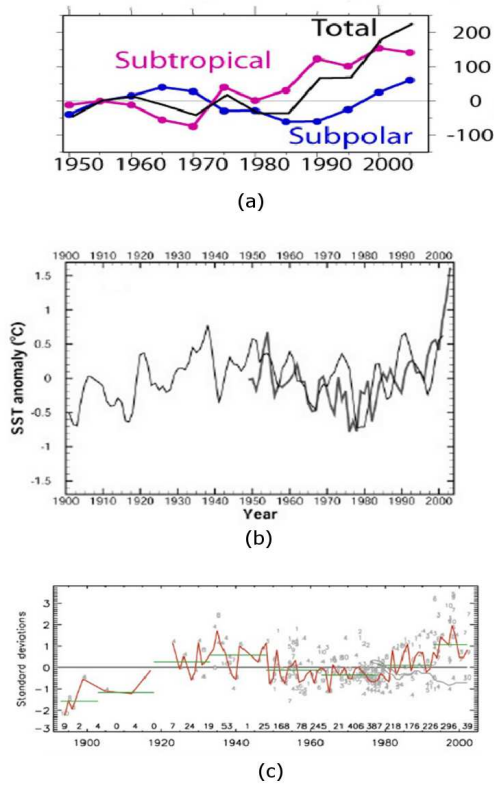 Total
Subtropical
Subpolar
200
100
0
-100
1950 1960 1970 1980 1990 2000
(a)
1900 1910 1920 1930 1940 1950 1960 1970 1980 1990 2000
1.5
1
0.5
0
-0.5
-1
-1.5
SST anomaly (°C)
1900 1910 1920 1930 1940 1950 1960 1970 1980 1990 2000
Year
(b)
Standard deviations
3
2
1
0
-1
-2
-3
9 2 4 0 4 0 7 24 19 53 1 25 168 78 245 21 406 387 218 176 226 296 39
1900 1920 1940 1960 1980 2000
(c)